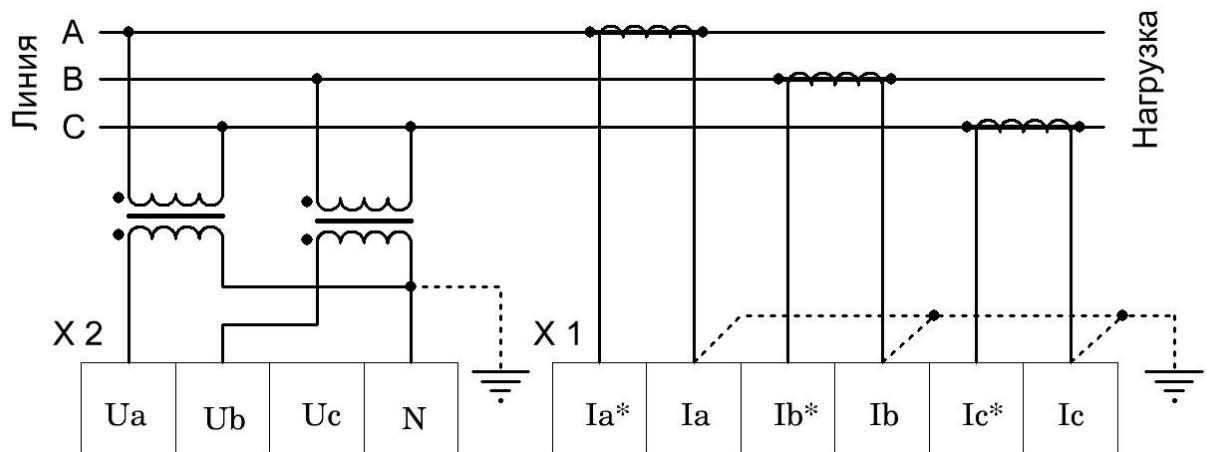 Линия
A
B
C
Нагрузка
X 2
X 1
Ua Ub Uc N
Ia* Ia Ib* Ib Ic* Ic